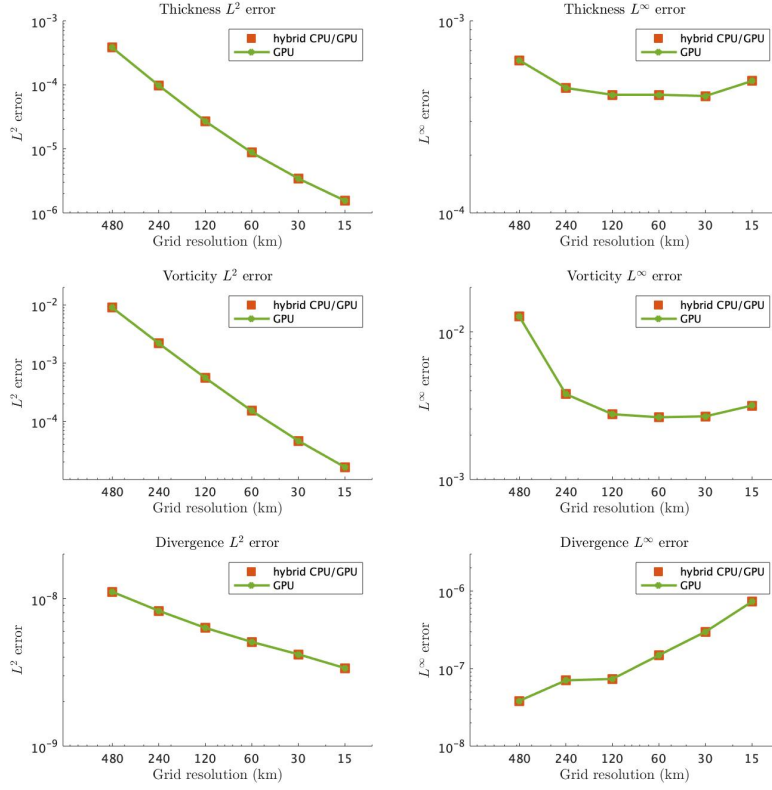 Thickness L² error
10⁻³
10⁻⁴
10⁻⁵
10⁻⁶
L² error
hybrid CPU/GPU
GPU
480 240 120 60 30 15
Grid resolution (km)
Thickness L∞ error
10⁻³
10⁻⁴
L∞ error
hybrid CPU/GPU
GPU
480 240 120 60 30 15
Grid resolution (km)
Vorticity L² error
10⁻²
10⁻³
10⁻⁴
L² error
hybrid CPU/GPU
GPU
480 240 120 60 30 15
Grid resolution (km)
Vorticity L∞ error
10⁻²
10⁻³
L∞ error
hybrid CPU/GPU
GPU
480 240 120 60 30 15
Grid resolution (km)
Divergence L² error
10⁻⁸
10⁻⁹
L² error
hybrid CPU/GPU
GPU
480 240 120 60 30 15
Grid resolution (km)
Divergence L∞ error
10⁻⁶
10⁻⁷
10⁻⁸
L∞ error
hybrid CPU/GPU
GPU
480 240 120 60 30 15
Grid resolution (km)